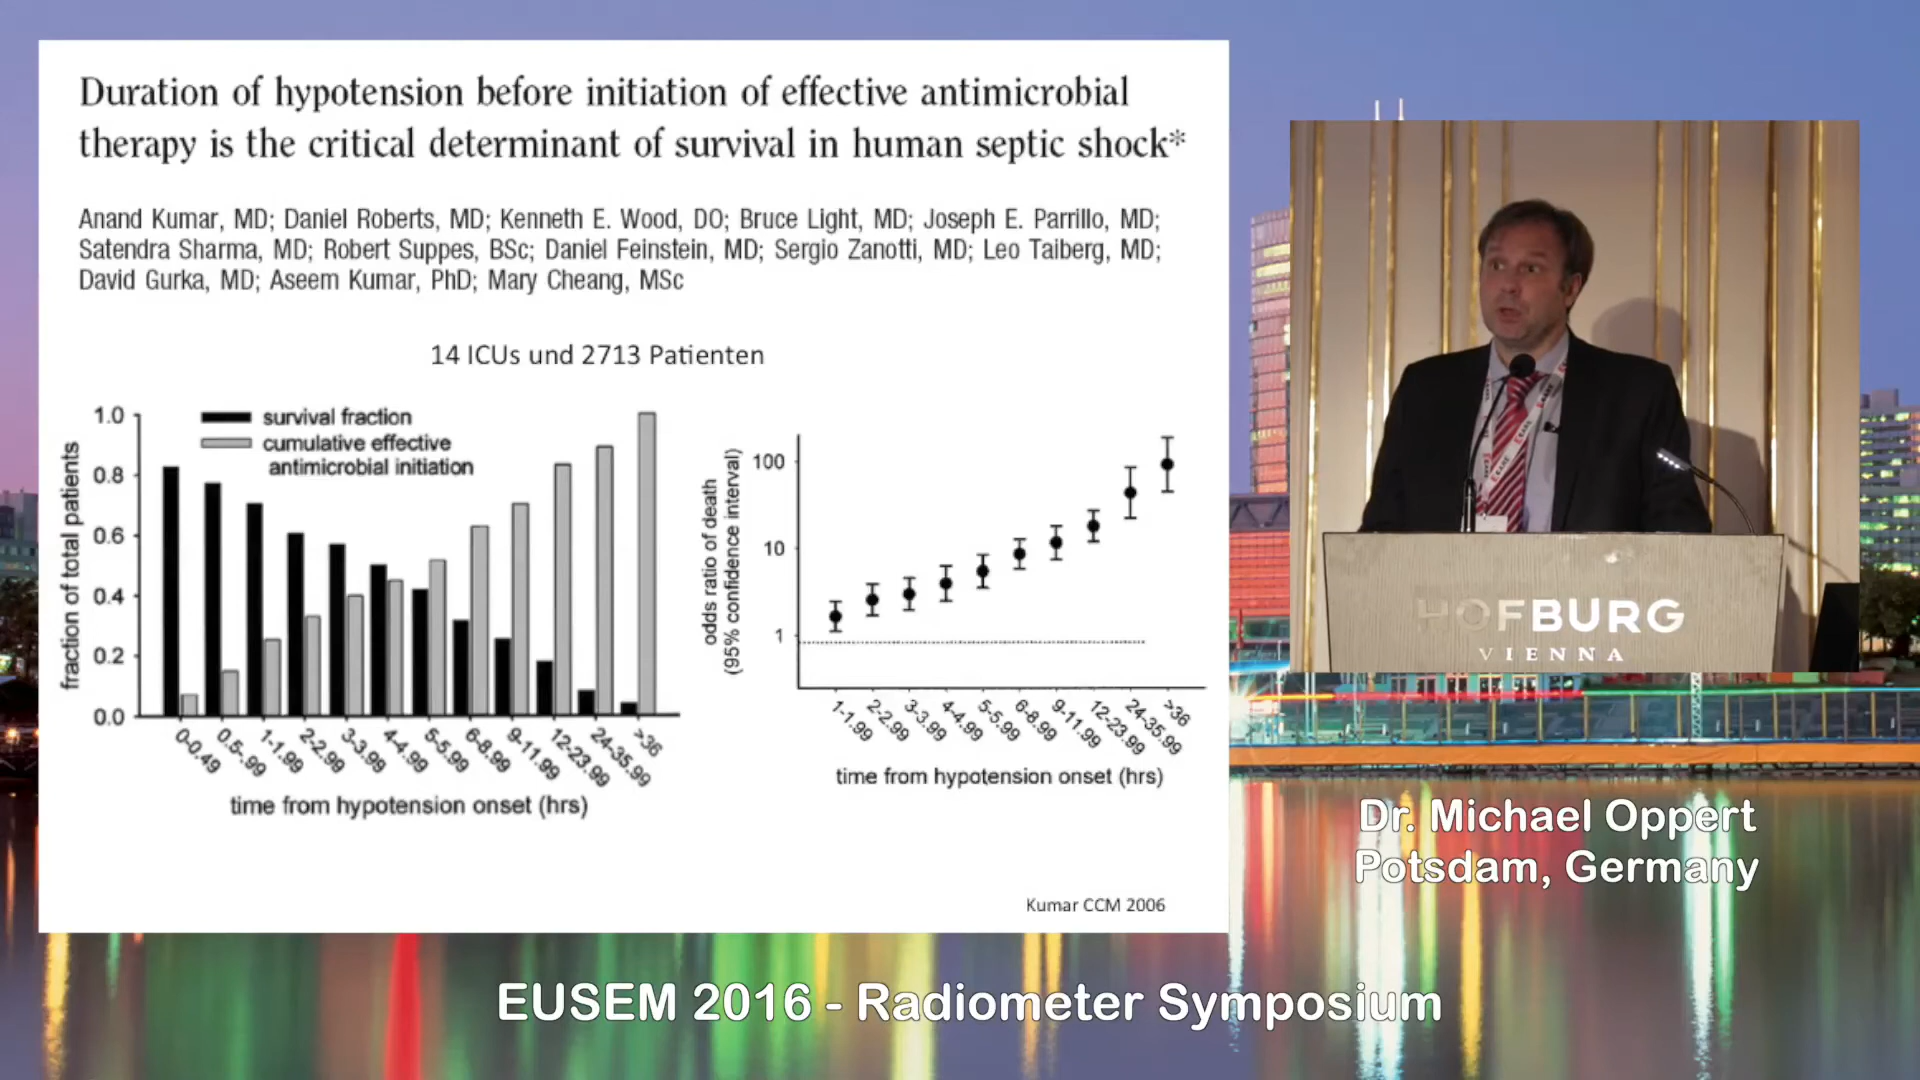 Duration of hypotension before initiation of effective antimicrobial
therapy is the critical determinant of survival in human septic shock*
Anand Kumar, MD; Daniel Roberts, MD; Kenneth E. Wood, DO; Bruce Light, MD; Joseph E. Parrillo, MD;
Satendra Sharma, MD; Robert Suppes, BSc; Daniel Feinstein, MD; Sergio Zanotti, MD; Leo Taiberg, MD;
David Gurka, MD; Aseem Kumar, PhD; Mary Cheang, MSc
14 ICUs und 2713 Patienten
survival fraction
cumulative effective
antimicrobial initiation
fraction of total patients
1.0
0.8
0.6
0.4
0.2
0.0
0-0.49
0.5-.99
1-1.99
2-2.99
3-3.99
4-4.99
5-5.99
6-8.99
9-11.99
12-23.99
24-35.99
>36
time from hypotension onset (hrs)
odds ratio of death
(95% confidence interval)
100
10
1
1-1.99
2-2.99
3-3.99
4-4.99
5-5.99
6-8.99
9-11.99
12-23.99
24-35.99
>36
time from hypotension onset (hrs)
Kumar CCM 2006
HOFBURG
VIENNA
Dr. Michael Oppert
Potsdam, Germany
EUSEM 2016 - Radiometer Symposium